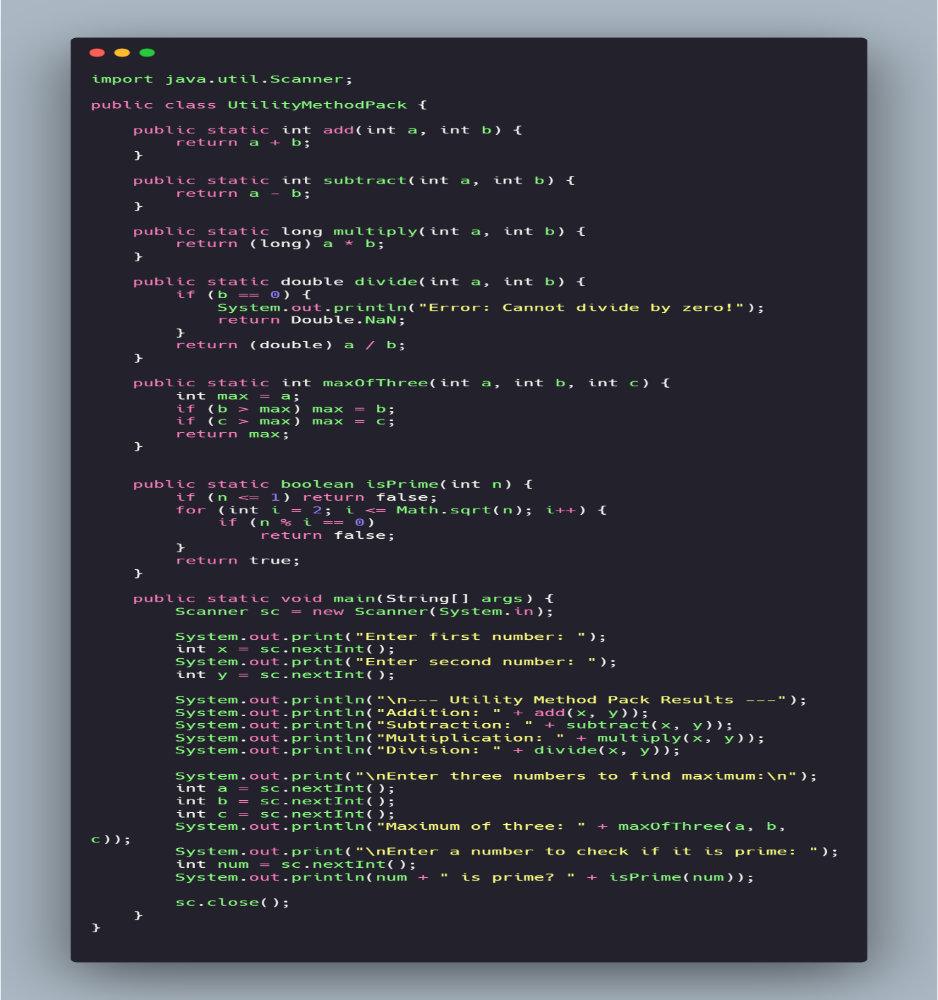 import java.util.Scanner;

public class UtilityMethodPack {

    public static int add(int a, int b) {
        return a + b;
    }

    public static int subtract(int a, int b) {
        return a - b;
    }

    public static long multiply(int a, int b) {
        return (long) a * b;
    }

    public static double divide(int a, int b) {
        if (b == 0) {
            System.out.println("Error: Cannot divide by zero!");
            return Double.NaN;
        }
        return (double) a / b;
    }

    public static int maxOfThree(int a, int b, int c) {
        int max = a;
        if (b > max) max = b;
        if (c > max) max = c;
        return max;
    }


    public static boolean isPrime(int n) {
        if (n <= 1) return false;
        for (int i = 2; i <= Math.sqrt(n); i++) {
            if (n % i == 0)
                return false;
        }
        return true;
    }

    public static void main(String[] args) {
        Scanner sc = new Scanner(System.in);

        System.out.print("Enter first number: ");
        int x = sc.nextInt();
        System.out.print("Enter second number: ");
        int y = sc.nextInt();

        System.out.println("\n--- Utility Method Pack Results ---");
        System.out.println("Addition: " + add(x, y));
        System.out.println("Subtraction: " + subtract(x, y));
        System.out.println("Multiplication: " + multiply(x, y));
        System.out.println("Division: " + divide(x, y));

        System.out.print("\nEnter three numbers to find maximum:\n");
        int a = sc.nextInt();
        int b = sc.nextInt();
        int c = sc.nextInt();
        System.out.println("Maximum of three: " + maxOfThree(a, b,
c));
        System.out.print("\nEnter a number to check if it is prime: ");
        int num = sc.nextInt();
        System.out.println(num + " is prime? " + isPrime(num));

        sc.close();
    }
}